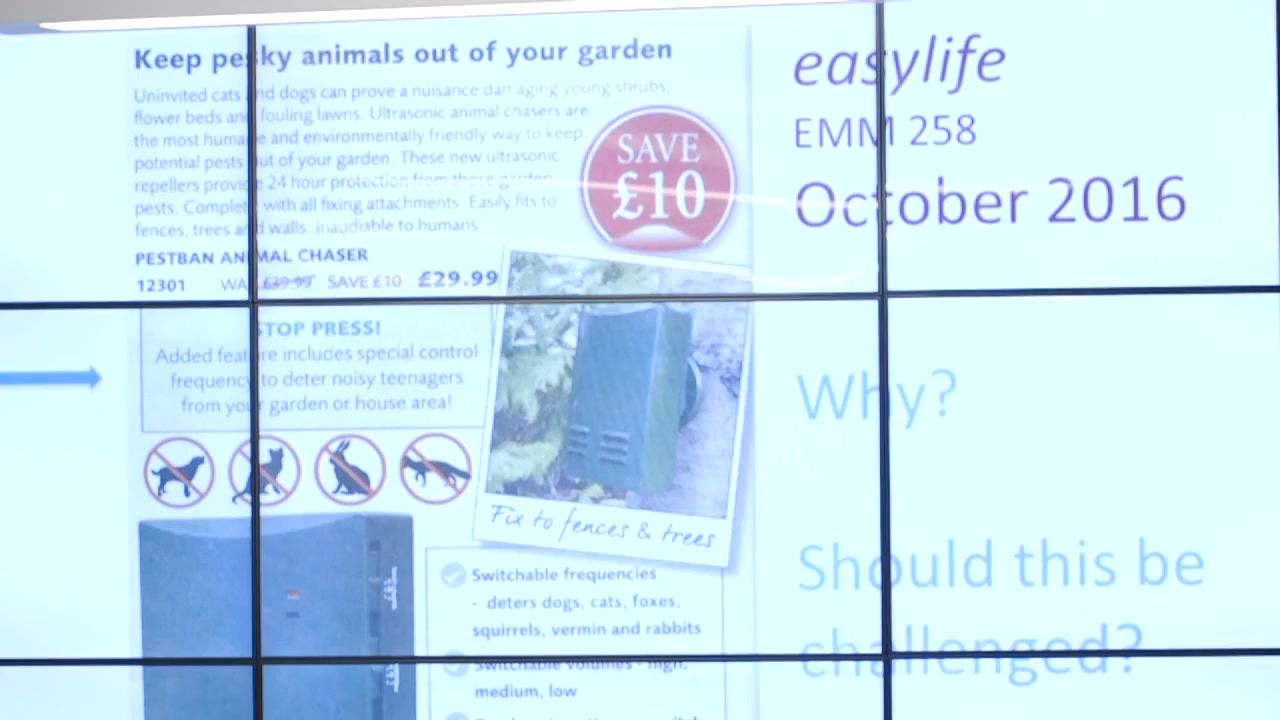 Keep pesky animals out of your garden
Uninvited cats and dogs can prove a nuisance damaging young shrubs,
flower beds and fouling lawns. Ultrasonic animal chasers are
the most humane and environmentally friendly way to keep
potential pests out of your garden. These new ultrasonic
repellers provide 24 hour protection from those garden
pests. Complete with all fixing attachments. Easily fits to
fences, trees and walls. Inaudiable to humans
PESTBAN ANIMAL CHASER
12301 WAS £39.99 SAVE £10 £29.99
SAVE
£10
STOP PRESS!
Added feature includes special control
frequency to deter noisy teenagers
from your garden or house area!
Fix to fences & trees
Switchable frequencies
- deters dogs, cats, foxes,
squirrels, vermin and rabbits
Switchable volumes - high,
medium, low
easylife
EMM 258
October 2016
Why?
Should this be
challenged?